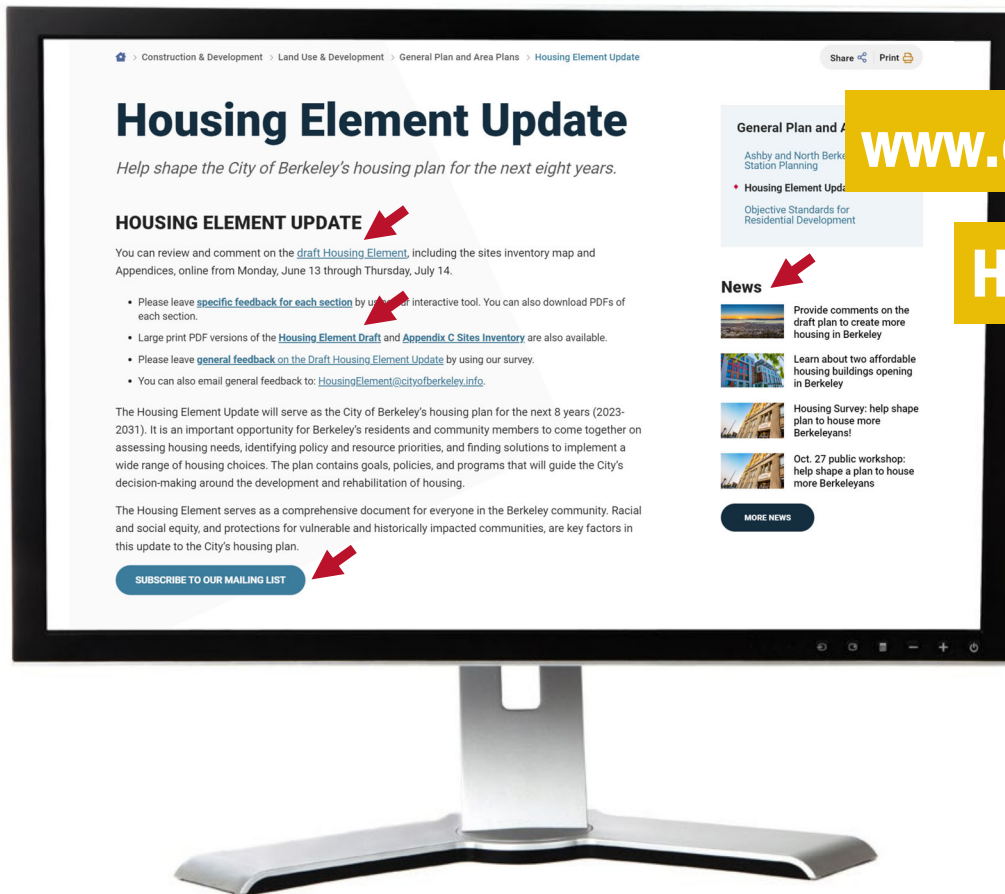 Construction & Development > Land Use & Development > General Plan and Area Plans > Housing Element Update
Share Print
Housing Element Update
Help shape the City of Berkeley's housing plan for the next eight years.
HOUSING ELEMENT UPDATE
You can review and comment on the draft Housing Element, including the sites inventory map and
Appendices, online from Monday, June 13 through Thursday, July 14.
• Please leave specific feedback for each section by interactive tool. You can also download PDFs of
each section.
• Large print PDF versions of the Housing Element Draft and Appendix C Sites Inventory are also available.
• Please leave general feedback on the Draft Housing Element Update by using our survey.
• You can also email general feedback to: HousingElement@cityofberkeley.info.
The Housing Element Update will serve as the City of Berkeley's housing plan for the next 8 years (2023-
2031). It is an important opportunity for Berkeley's residents and community members to come together on
assessing housing needs, identifying policy and resource priorities, and finding solutions to implement a
wide range of housing choices. The plan contains goals, policies, and programs that will guide the City's
decision-making around the development and rehabilitation of housing.
The Housing Element serves as a comprehensive document for everyone in the Berkeley community. Racial
and social equity, and protections for vulnerable and historically impacted communities, are key factors in
this update to the City's housing plan.
SUBSCRIBE TO OUR MAILING LIST
General Plan and
Ashby and North
Station Planning
Housing Element
Objective Standards for
Residential Development
www.
H
News
Provide comments on the
draft plan to create more
housing in Berkeley
Learn about two affordable
housing buildings opening
in Berkeley
Housing Survey: help shape
plan to house more
Berkeleyans!
Oct. 27 public workshop:
help shape a plan to house
more Berkeleyans
MORE NEWS